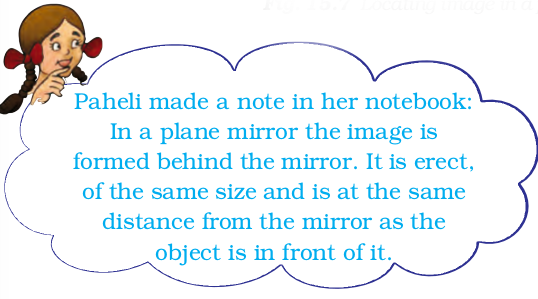 Paheli made a note in her notebook:
In a plane mirror the image is
formed behind the mirror. It is erect,
of the same size and is at the same
distance from the mirror as the
object is in front of it.